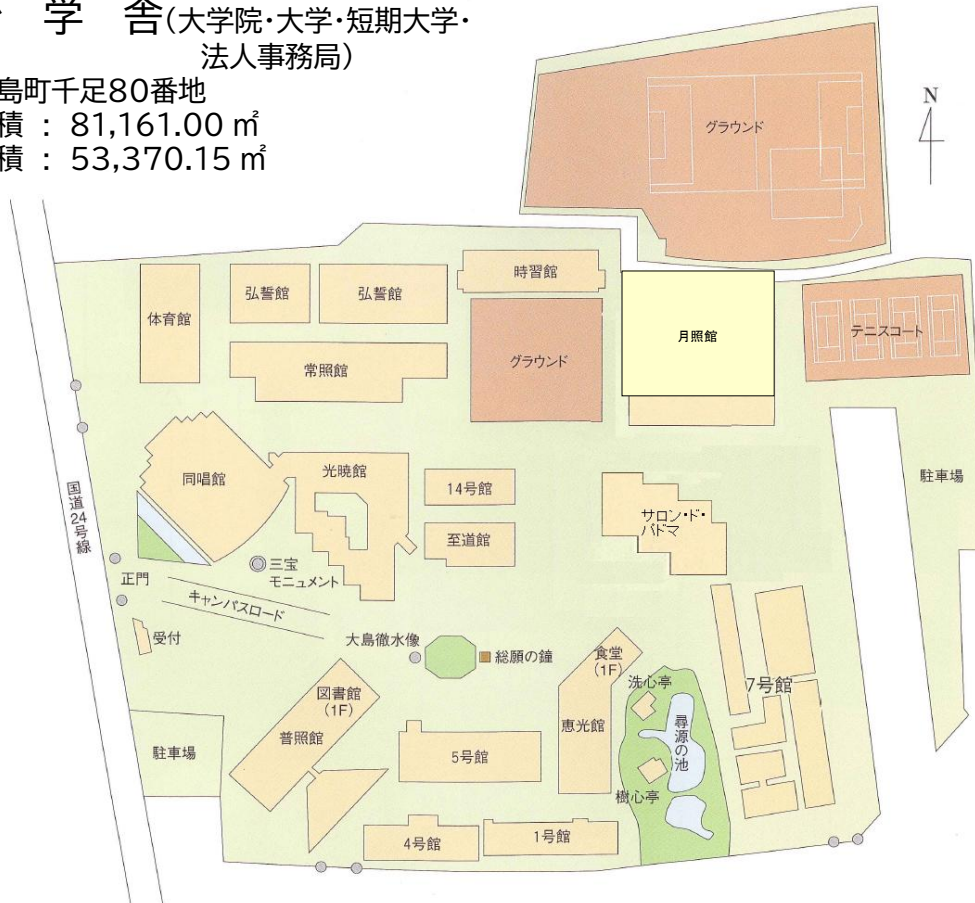 学 舎(大学院・大学・短期大学・
法人事務局)
島町千足80番地
積 : 81,161.00 ㎡
積 : 53,370.15 ㎡
N
グラウンド
時習館
弘誓館
弘誓館
体育館
月照館
テニスコート
グラウンド
常照館
同唱館
光暁館
14号館
駐車場
国道24号線
サロン・ド・
パドマ
至道館
三宝
モニュメント
正門
キャンパスロード
受付
大島徹水像
総願の鐘
食堂
(1F)
洗心亭
7号館
図書館
(1F)
恵光館
尋源の池
普照館
駐車場
5号館
樹心亭
4号館
1号館